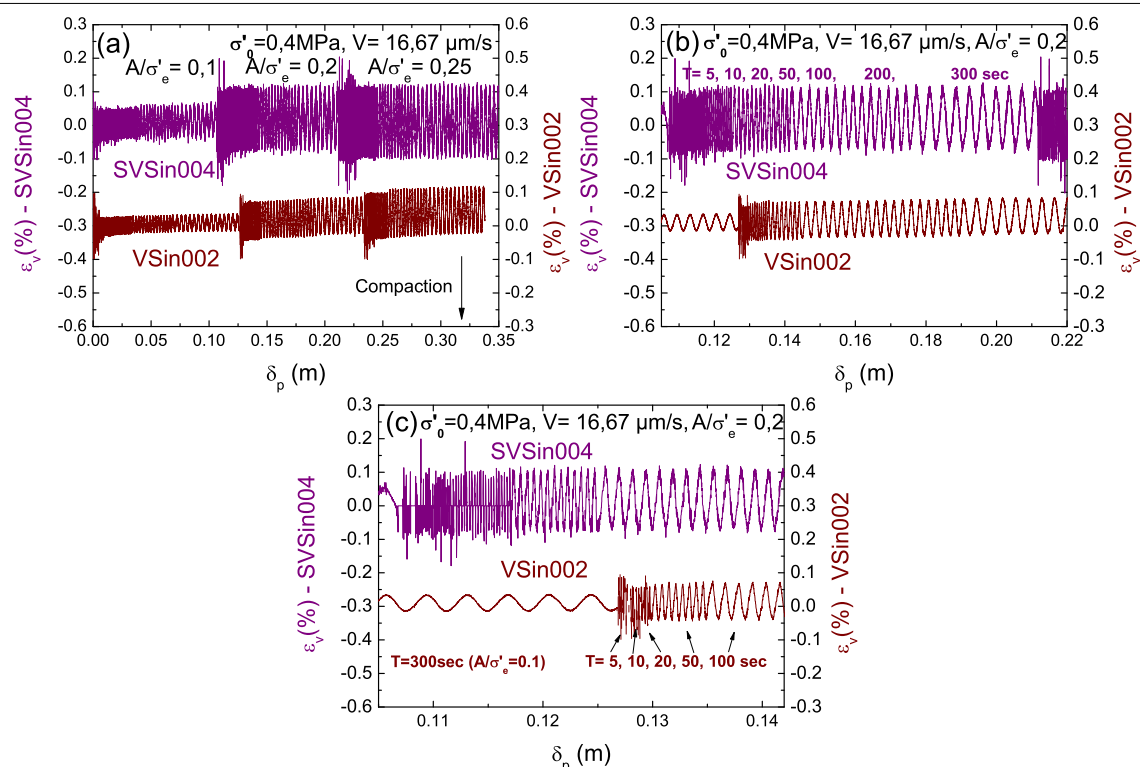 (a)
σ'₀=0,4MPa, V= 16,67 µm/s
A/σ'ₑ= 0,1 A/σ'ₑ= 0,2 A/σ'ₑ= 0,25
SVSin004
VSin002
Compaction
0.3
0.2
0.1
0.0
-0.1
-0.2
-0.3
-0.4
-0.5
-0.6
0.6
0.5
0.4
0.3
0.2
0.1
0.0
-0.1
-0.2
-0.3
0.00 0.05 0.10 0.15 0.20 0.25 0.30 0.35
δp (m)
εv(%) - SVSin004
εv(%) - VSin002
(b)
σ'₀=0,4MPa, V= 16,67 µm/s, A/σ'ₑ= 0,2
T= 5, 10, 20, 50, 100, 200, 300 sec
SVSin004
VSin002
0.3
0.2
0.1
0.0
-0.1
-0.2
-0.3
-0.4
-0.5
-0.6
0.6
0.5
0.4
0.3
0.2
0.1
0.0
-0.1
-0.2
-0.3
0.12 0.14 0.16 0.18 0.20 0.22
δp (m)
εv(%) - SVSin004
εv(%) - VSin002
(c)
σ'₀=0,4MPa, V= 16,67 µm/s, A/σ'ₑ= 0,2
SVSin004
VSin002
T=300sec (A/σ'ₑ=0.1)
T= 5, 10, 20, 50, 100 sec
0.3
0.2
0.1
0.0
-0.1
-0.2
-0.3
-0.4
-0.5
-0.6
0.6
0.5
0.4
0.3
0.2
0.1
0.0
-0.1
-0.2
-0.3
0.11 0.12 0.13 0.14
δp (m)
εv(%) - SVSin004
εv(%) - VSin002